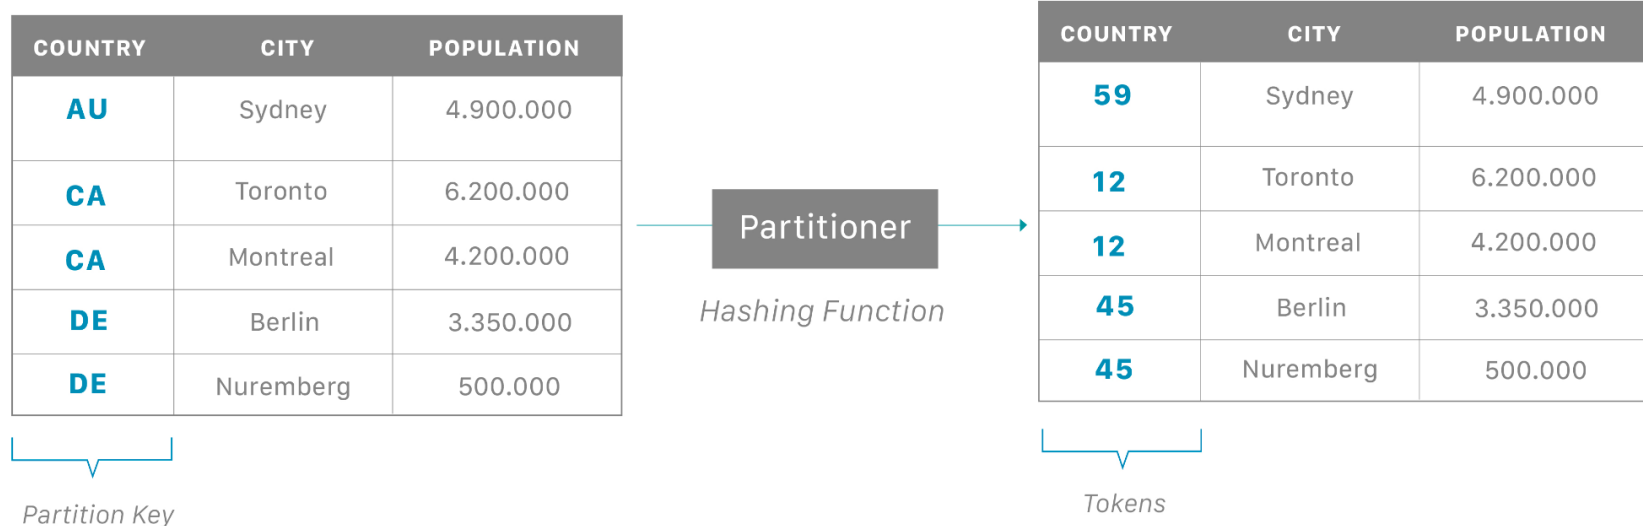 COUNTRY CITY POPULATION
AU Sydney 4.900.000
CA Toronto 6.200.000
CA Montreal 4.200.000
DE Berlin 3.350.000
DE Nuremberg 500.000
Partition Key
Partitioner
Hashing Function
COUNTRY CITY POPULATION
59 Sydney 4.900.000
12 Toronto 6.200.000
12 Montreal 4.200.000
45 Berlin 3.350.000
45 Nuremberg 500.000
Tokens